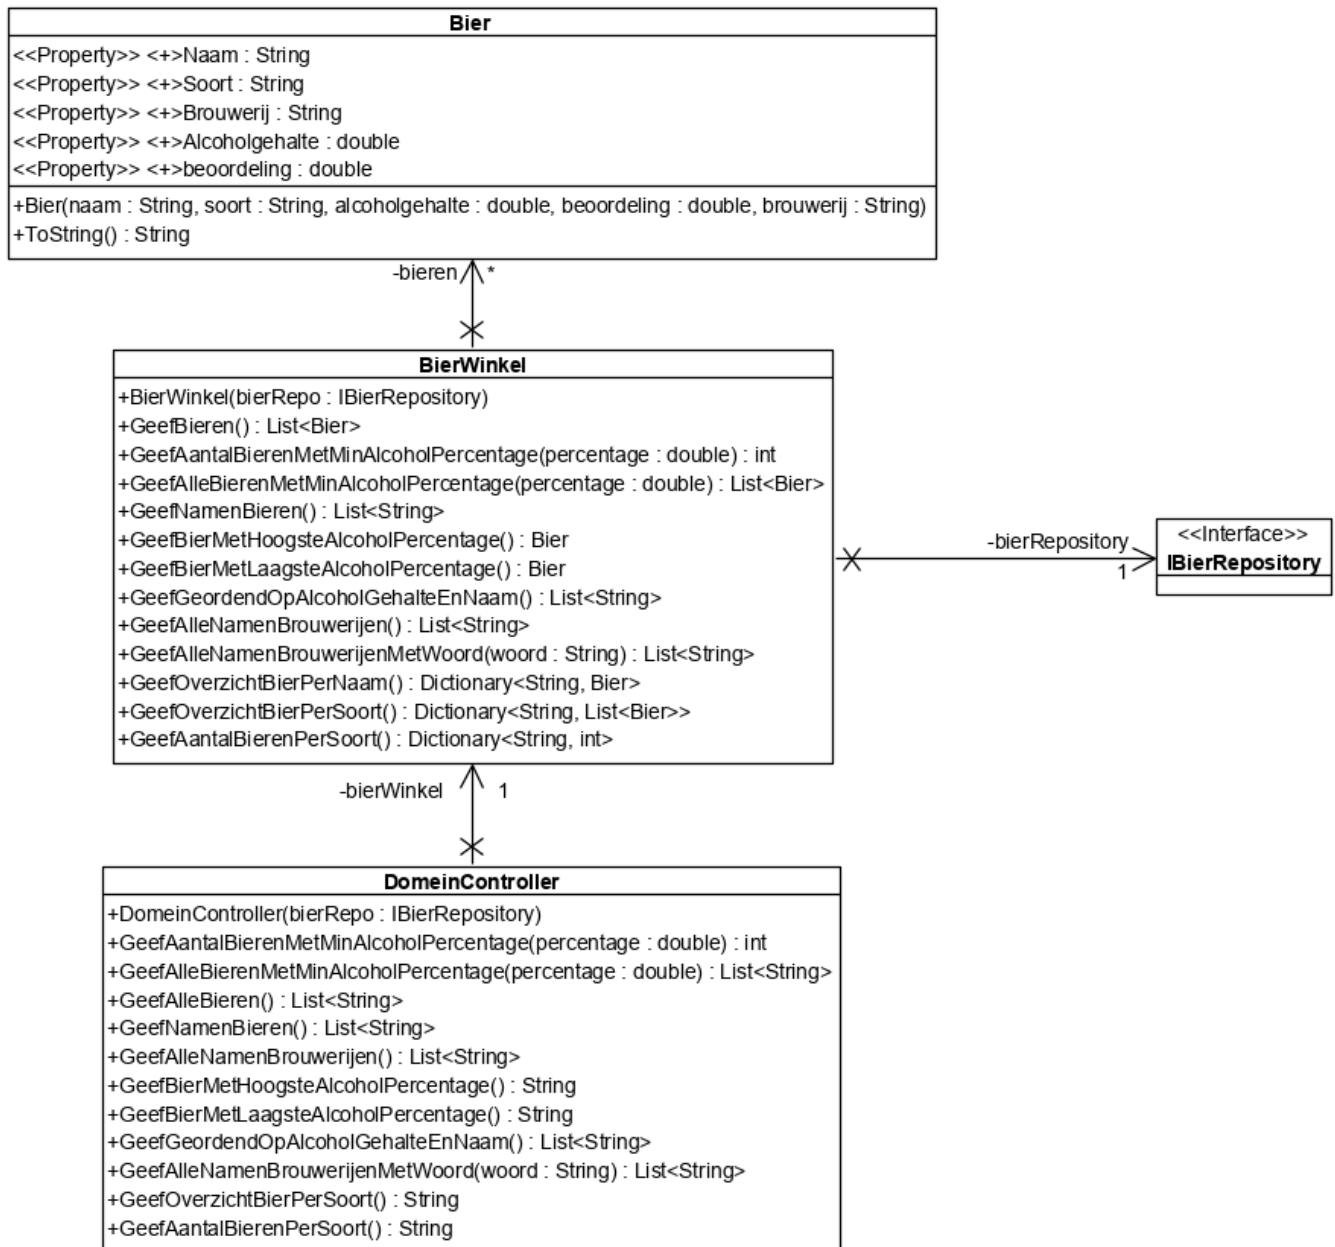 Bier
<<Property>> <+>Naam : String
<<Property>> <+>Soort : String
<<Property>> <+>Brouwerij : String
<<Property>> <+>Alcoholgehalte : double
<<Property>> <+>beoordeling : double
+Bier(naam : String, soort : String, alcoholgehalte : double, beoordeling : double, brouwerij : String)
+ToString() : String
-bieren *
BierWinkel
+BierWinkel(bierRepo : IBierRepository)
+GeefBieren() : List<Bier>
+GeefAantalBierenMetMinAlcoholPercentage(percentage : double) : int
+GeefAlleBierenMetMinAlcoholPercentage(percentage : double) : List<Bier>
+GeefNamenBieren() : List<String>
+GeefBierMetHoogsteAlcoholPercentage() : Bier
+GeefBierMetLaagsteAlcoholPercentage() : Bier
+GeefGeordendOpAlcoholGehalteEnNaam() : List<String>
+GeefAlleNamenBrouwerijen() : List<String>
+GeefAlleNamenBrouwerijenMetWoord(woord : String) : List<String>
+GeefOverzichtBierPerNaam() : Dictionary<String, Bier>
+GeefOverzichtBierPerSoort() : Dictionary<String, List<Bier>>
+GeefAantalBierenPerSoort() : Dictionary<String, int>
-bierRepository
1
<<Interface>>
IBierRepository
-bierWinkel 1
DomeinController
+DomeinController(bierRepo : IBierRepository)
+GeefAantalBierenMetMinAlcoholPercentage(percentage : double) : int
+GeefAlleBierenMetMinAlcoholPercentage(percentage : double) : List<String>
+GeefAlleBieren() : List<String>
+GeefNamenBieren() : List<String>
+GeefAlleNamenBrouwerijen() : List<String>
+GeefBierMetHoogsteAlcoholPercentage() : String
+GeefBierMetLaagsteAlcoholPercentage() : String
+GeefGeordendOpAlcoholGehalteEnNaam() : List<String>
+GeefAlleNamenBrouwerijenMetWoord(woord : String) : List<String>
+GeefOverzichtBierPerSoort() : String
+GeefAantalBierenPerSoort() : String